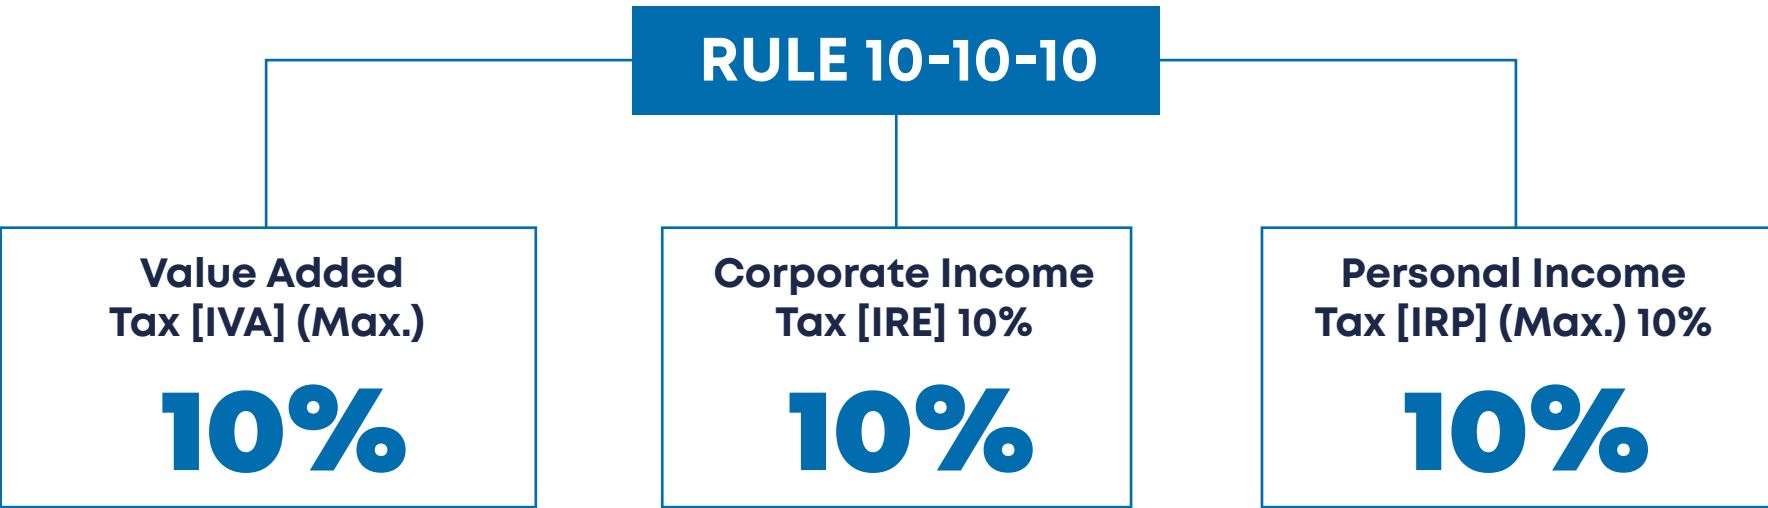 RULE 10-10-10
Value Added
Tax [IVA] (Max.)
10%
Corporate Income
Tax [IRE] 10%
10%
Personal Income
Tax [IRP] (Max.) 10%
10%